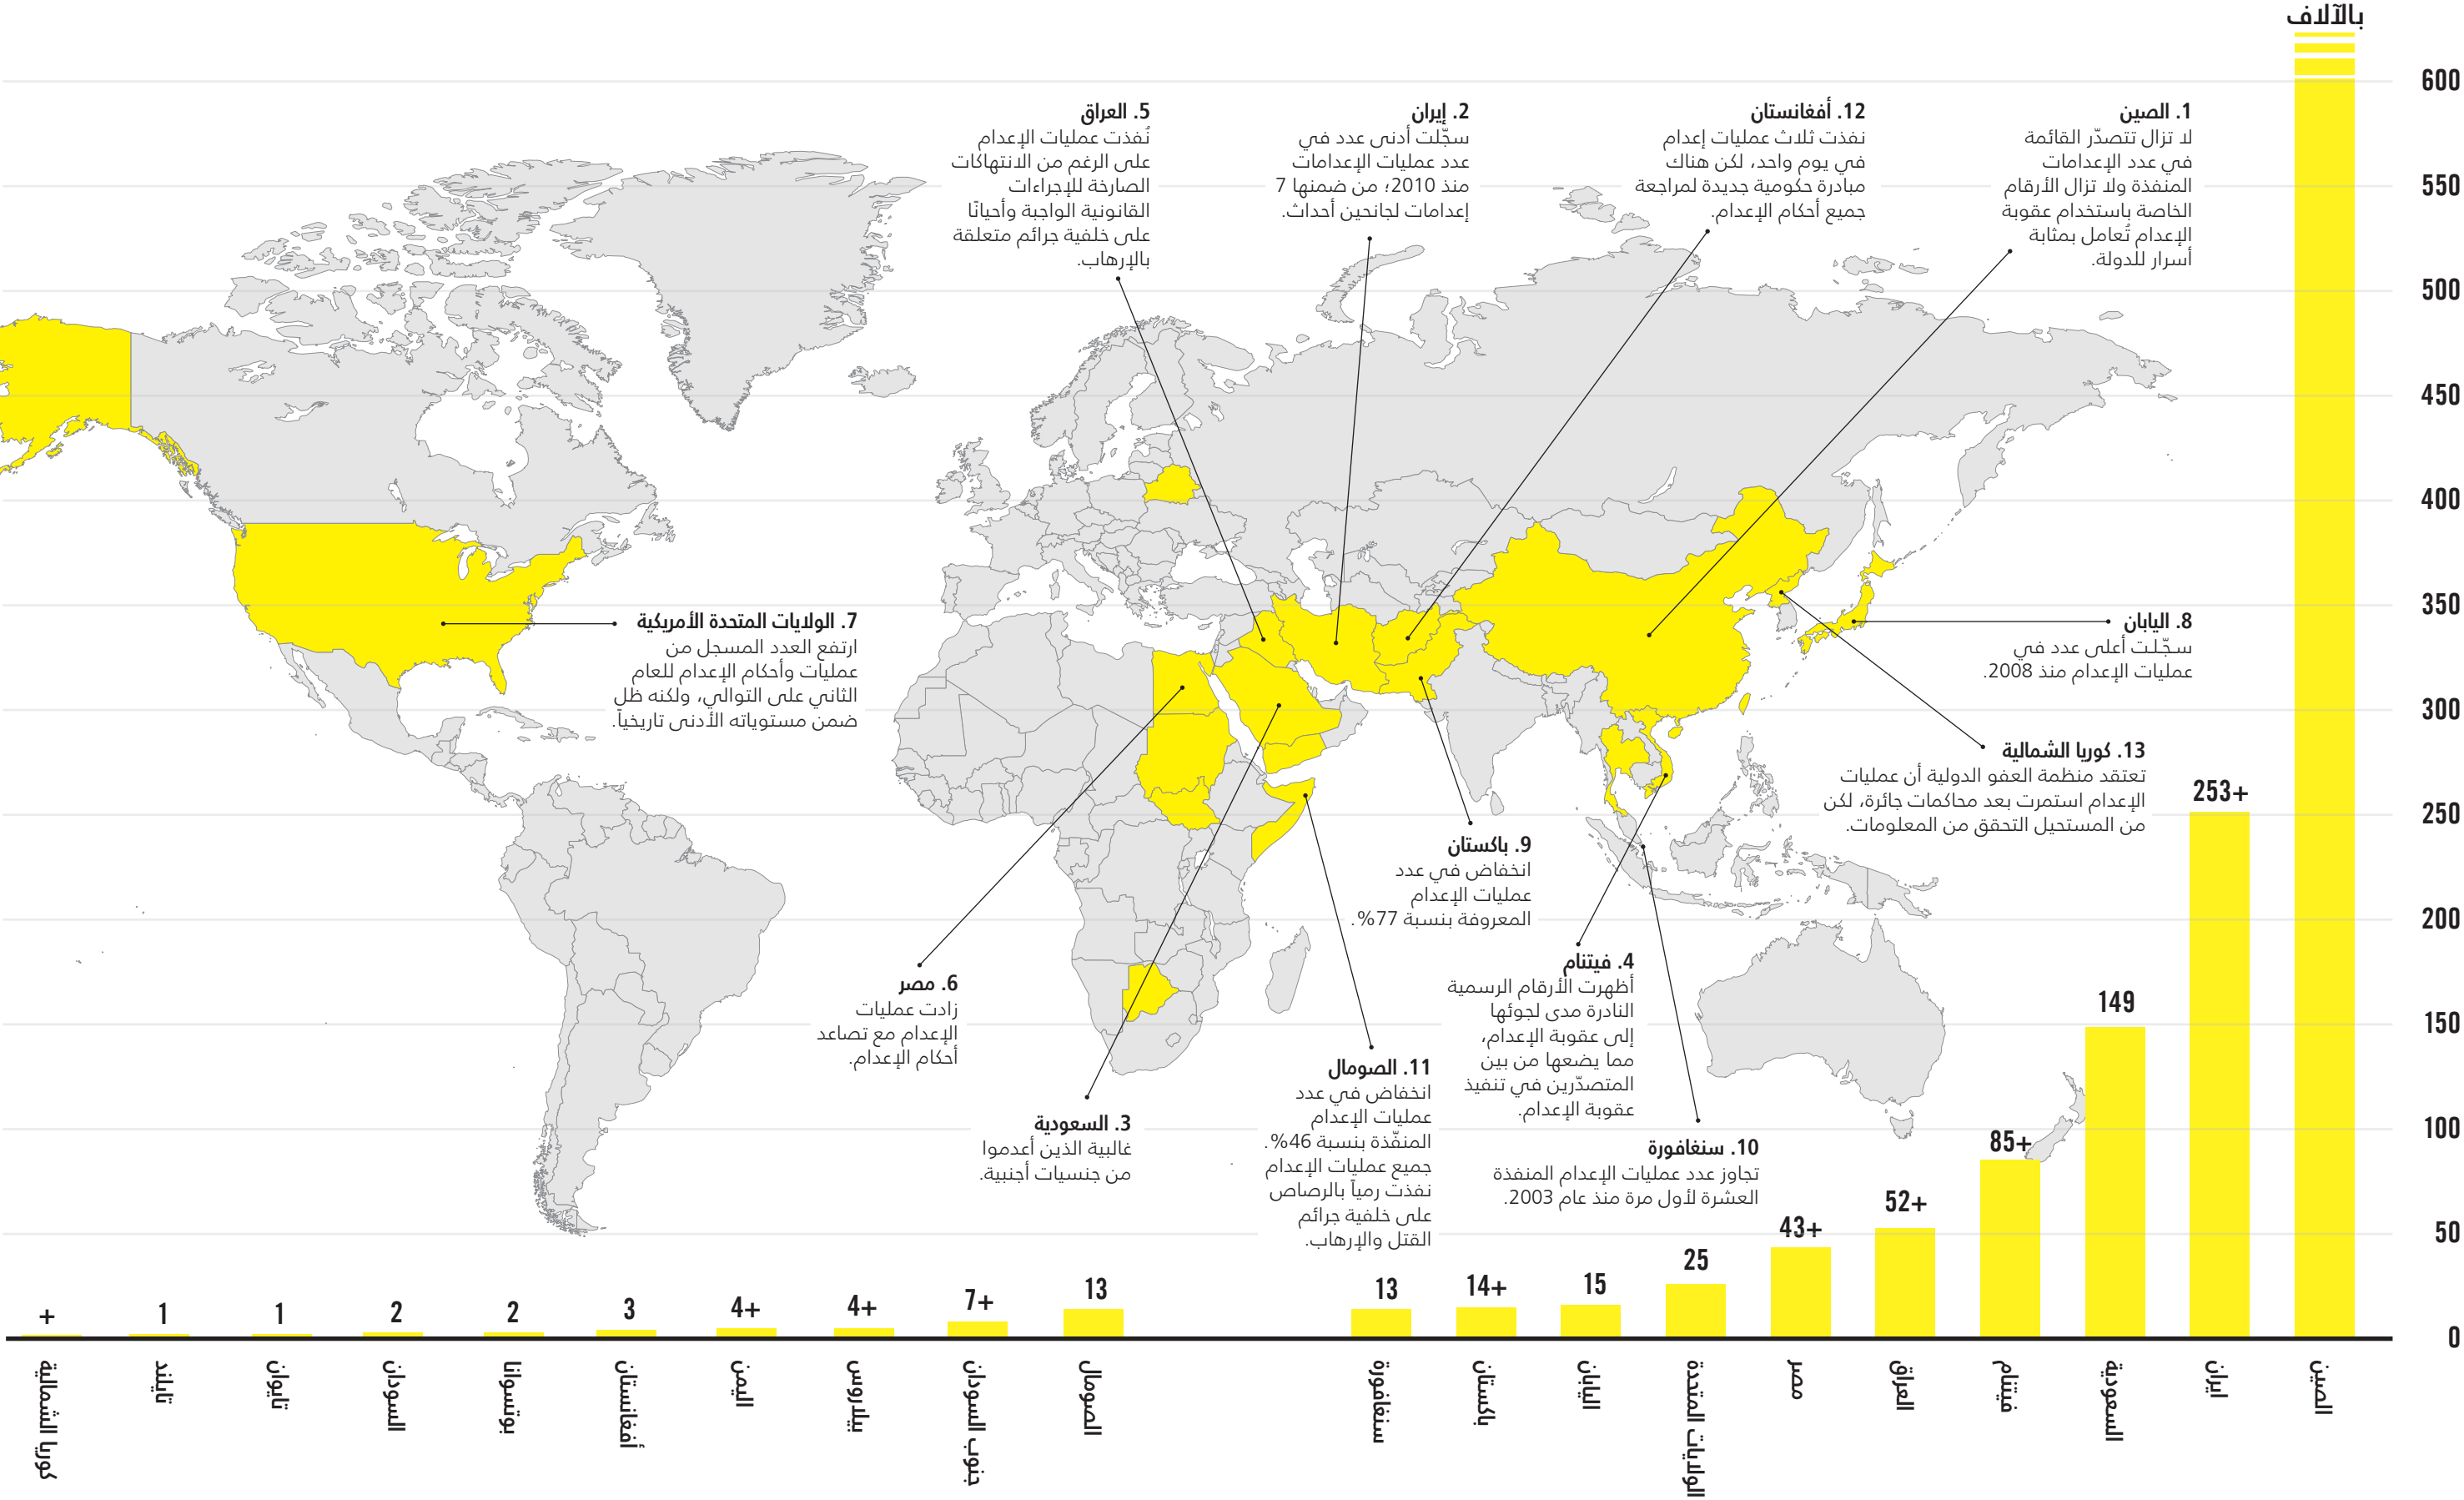 بالآلاف
600
550
500
450
400
350
300
250
200
150
100
50
0
1. الصين
لا تزال تتصدّر القائمة
في عدد الإعدامات
المنفذة ولا تزال الأرقام
الخاصة باستخدام عقوبة
الإعدام تُعامل بمثابة
أسرار للدولة.
12. أفغانستان
نفذت ثلاث عمليات إعدام
في يوم واحد، لكن هناك
مبادرة حكومية جديدة لمراجعة
جميع أحكام الإعدام.
2. إيران
سجّلت أدنى عدد في
عدد عمليات الإعدامات
منذ 2010؛ من ضمنها 7
إعدامات لجانحين أحداث.
5. العراق
نُفذت عمليات الإعدام
على الرغم من الانتهاكات
الصارخة للإجراءات
القانونية الواجبة وأحيانًا
على خلفية جرائم متعلقة
بالإرهاب.
8. اليابان
سجّلت أعلى عدد في
عمليات الإعدام منذ 2008.
7. الولايات المتحدة الأمريكية
ارتفع العدد المسجل من
عمليات وأحكام الإعدام للعام
الثاني على التوالي، ولكنه ظل
ضمن مستوياته الأدنى تاريخياً.
13. كوريا الشمالية
تعتقد منظمة العفو الدولية أن عمليات
الإعدام استمرت بعد محاكمات جائرة، لكن
من المستحيل التحقق من المعلومات.
9. باكستان
انخفاض في عدد
عمليات الإعدام
المعروفة بنسبة 77%.
4. فيتنام
أظهرت الأرقام الرسمية
النادرة مدى لجوئها
إلى عقوبة الإعدام،
مما يضعها من بين
المتصدّرين في تنفيذ
عقوبة الإعدام.
6. مصر
زادت عمليات
الإعدام مع تصاعد
أحكام الإعدام.
11. الصومال
انخفاض في عدد
عمليات الإعدام
المنفّذة بنسبة 46%.
جميع عمليات الإعدام
نفذت رمياً بالرصاص
على خلفية جرائم
القتل والإرهاب.
3. السعودية
غالبية الذين أعدموا
من جنسيات أجنبية.
10. سنغافورة
تجاوز عدد عمليات الإعدام المنفذة
العشرة لأول مرة منذ عام 2003.
253+
149
85+
52+
43+
25
15
14+
13
13
7+
4+
4+
3
2
2
1
1
+
الصين
ايران
السعودية
فيتنام
العراق
مصر
الولايات المتحدة
اليابان
باكستان
سنغافورة
الصومال
جنوب السودان
بيلاروس
اليمن
أفغانستان
بوتسوانا
السودان
تايوان
تايلند
كوريا الشمالية